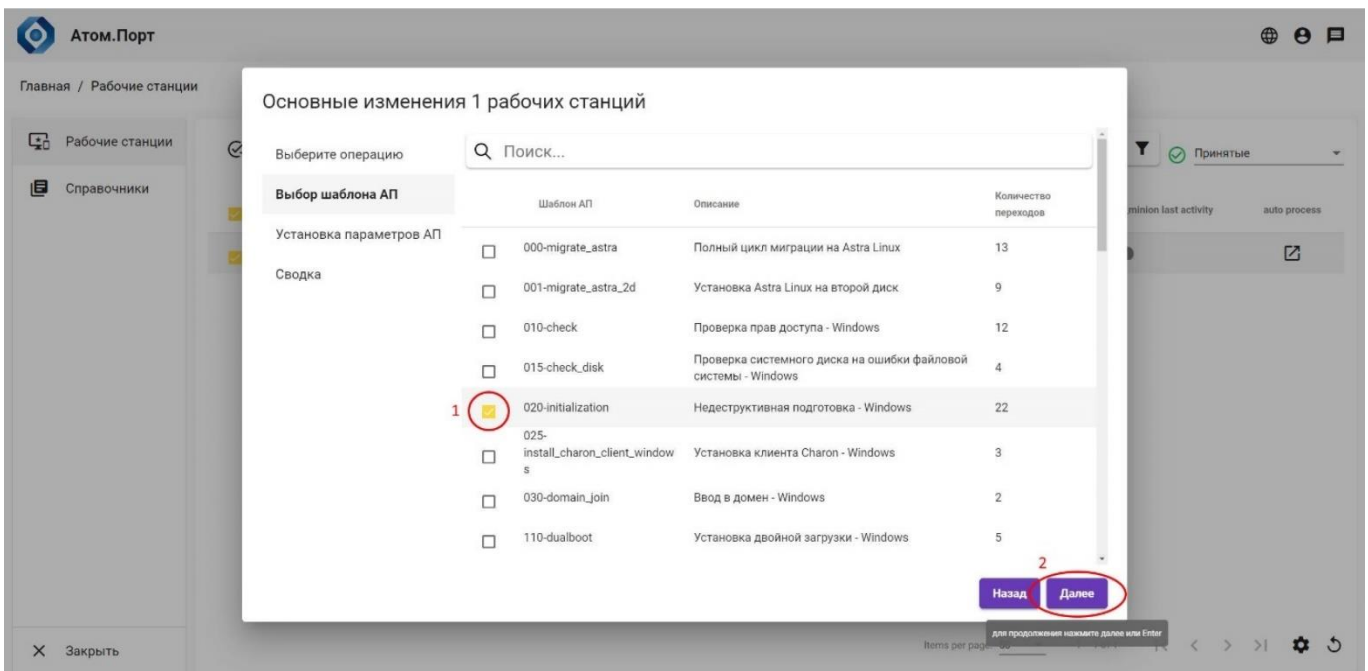 Атом.Порт
Главная / Рабочие станции
Рабочие станции
Справочники
Закрыть
Основные изменения 1 рабочих станций
Выберите операцию
Выбор шаблона АП
Установка параметров АП
Сводка
Поиск...
Шаблон АП Описание Количество
переходов
000-migrate_astra Полный цикл миграции на Astra Linux 13
001-migrate_astra_2d Установка Astra Linux на второй диск 9
010-check Проверка прав доступа - Windows 12
015-check_disk Проверка системного диска на ошибки файловой
системы - Windows 4
1
020-initialization Недеструктивная подготовка - Windows 22
025-
install_charon_client_window
s Установка клиента Charon - Windows 3
030-domain_join Ввод в домен - Windows 2
110-dualboot Установка двойной загрузки - Windows 5
2
Назад Далее
для продолжения нажмите далее или Enter
Принятые
minion last activity auto process
Items per page: